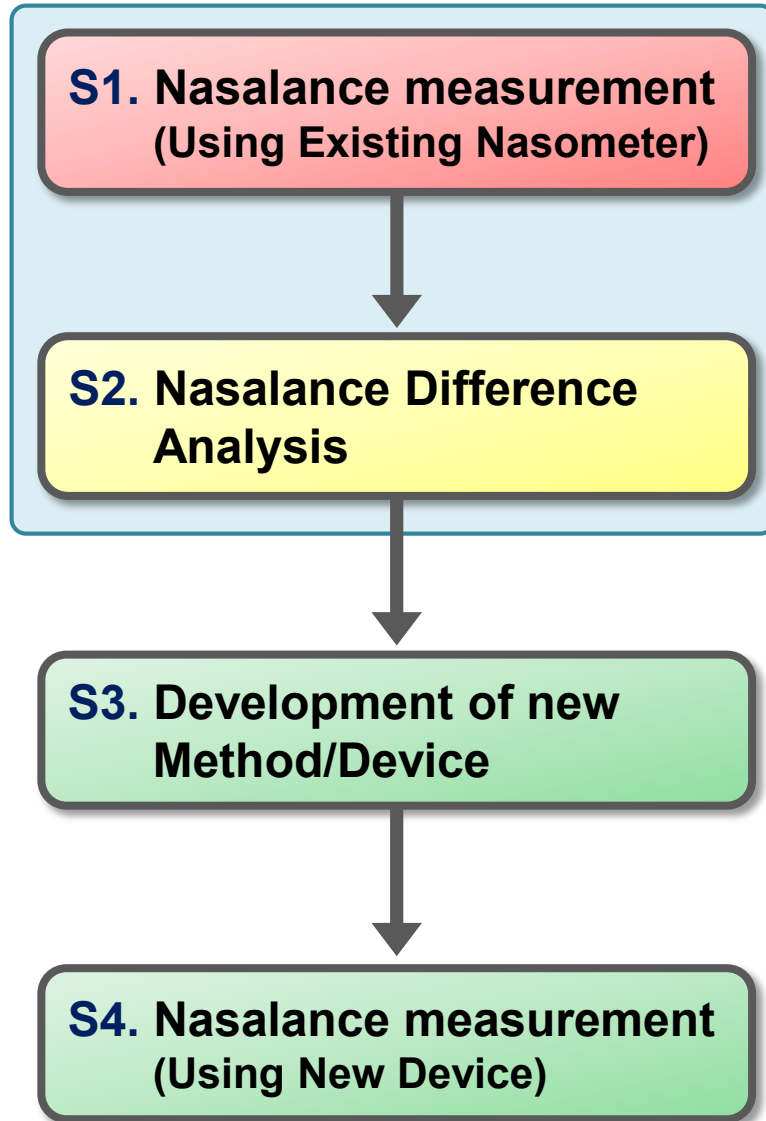 S1. Nasalance measurement
(Using Existing Nasometer)
S2. Nasalance Difference
Analysis
S3. Development of new
Method/Device
S4. Nasalance measurement
(Using New Device)